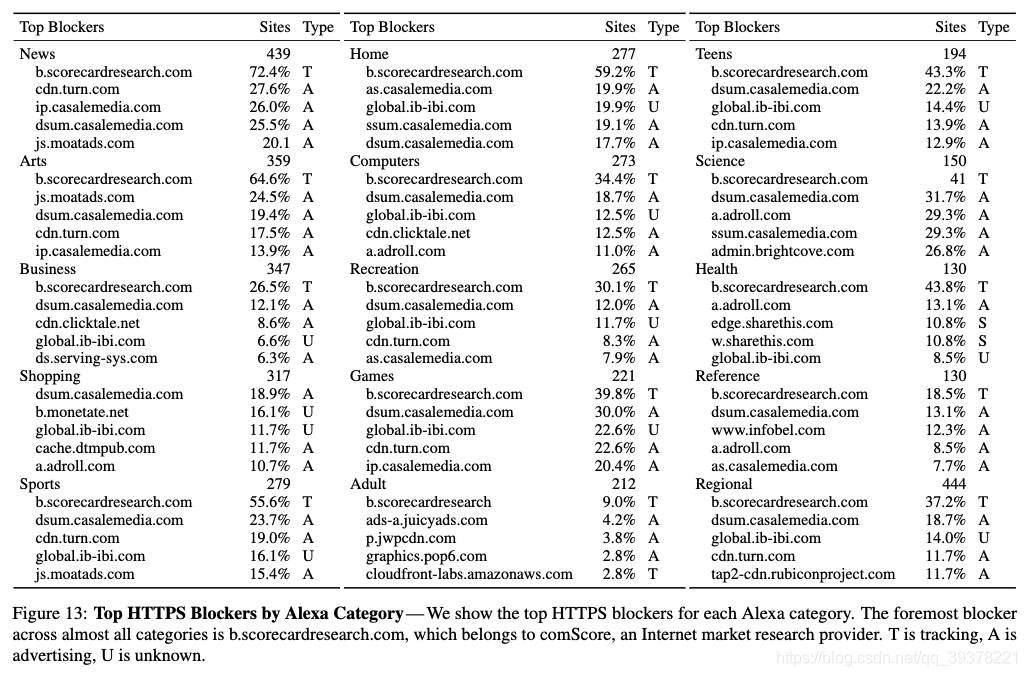 Top Blockers Sites Type Top Blockers Sites Type Top Blockers Sites Type
News 439 Home 277 Teens 194
b.scorecardresearch.com 72.4% T b.scorecardresearch.com 59.2% T b.scorecardresearch.com 43.3% T
cdn.turn.com 27.6% A as.casalemedia.com 19.9% A dsum.casalemedia.com 22.2% A
ip.casalemedia.com 26.0% A global.ib-ibi.com 19.9% U global.ib-ibi.com 14.4% U
dsum.casalemedia.com 25.5% A ssum.casalemedia.com 19.1% A cdn.turn.com 13.9% A
js.moatads.com 20.1 A dsum.casalemedia.com 17.7% A ip.casalemedia.com 12.9% A
Arts 359 Computers 273 Science 150
b.scorecardresearch.com 64.6% T b.scorecardresearch.com 34.4% T b.scorecardresearch.com 41 T
js.moatads.com 24.5% A dsum.casalemedia.com 18.7% A dsum.casalemedia.com 31.7% A
dsum.casalemedia.com 19.4% A global.ib-ibi.com 12.5% U a.adroll.com 29.3% A
cdn.turn.com 17.5% A cdn.clicktale.net 12.5% A ssum.casalemedia.com 29.3% A
ip.casalemedia.com 13.9% A a.adroll.com 11.0% A admin.brightcove.com 26.8% A
Business 347 Recreation 265 Health 130
b.scorecardresearch.com 26.5% T b.scorecardresearch.com 30.1% T b.scorecardresearch.com 43.8% T
dsum.casalemedia.com 12.1% A dsum.casalemedia.com 12.0% A a.adroll.com 13.1% A
cdn.clicktale.net 8.6% A global.ib-ibi.com 11.7% U edge.sharethis.com 10.8% S
global.ib-ibi.com 6.6% U cdn.turn.com 8.3% A w.sharethis.com 10.8% S
ds.serving-sys.com 6.3% A as.casalemedia.com 7.9% A global.ib-ibi.com 8.5% U
Shopping 317 Games 221 Reference 130
dsum.casalemedia.com 18.9% A b.scorecardresearch.com 39.8% T b.scorecardresearch.com 18.5% T
b.monetate.net 16.1% U dsum.casalemedia.com 30.0% A dsum.casalemedia.com 13.1% A
global.ib-ibi.com 11.7% U global.ib-ibi.com 22.6% U www.infobel.com 12.3% A
cache.dtmpub.com 11.7% A cdn.turn.com 22.6% A a.adroll.com 8.5% A
a.adroll.com 10.7% A ip.casalemedia.com 20.4% A as.casalemedia.com 7.7% A
Sports 279 Adult 212 Regional 444
b.scorecardresearch.com 55.6% T b.scorecardresearch 9.0% T b.scorecardresearch.com 37.2% T
dsum.casalemedia.com 23.7% A ads-a.juicyads.com 4.2% A dsum.casalemedia.com 18.7% A
cdn.turn.com 19.0% A p.jwpcdn.com 3.8% A global.ib-ibi.com 14.0% U
global.ib-ibi.com 16.1% U graphics.pop6.com 2.8% A cdn.turn.com 11.7% A
js.moatads.com 15.4% A cloudfront-labs.amazonaws.com 2.8% T tap2-cdn.rubiconproject.com 11.7% A
Figure 13: Top HTTPS Blockers by Alexa Category — We show the top HTTPS blockers for each Alexa category. The foremost blocker
across almost all categories is b.scorecardresearch.com, which belongs to comScore, an Internet market research provider. T is tracking, A is
advertising, U is unknown.
https://blog.csdn.net/qq_39378221